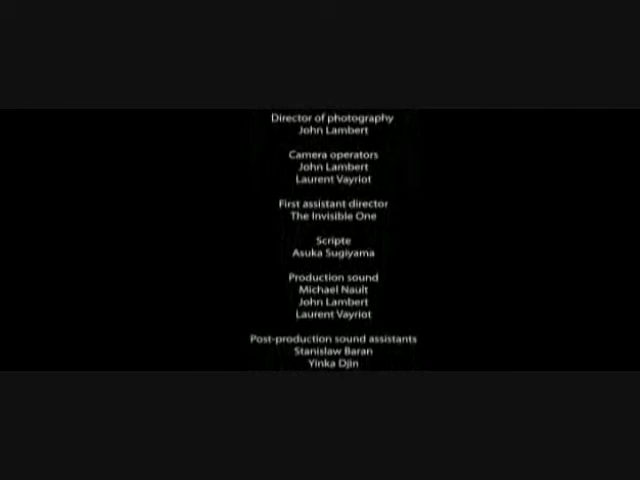 Director of photography
John Lambert
Camera operators
John Lambert
Laurent Vayriot
First assistant director
The Invisible One
Scripte
Asuka Sugiyama
Production sound
Michael Nault
John Lambert
Laurent Vayriot
Post-production sound assistants
Stanislaw Baran
Yinka Djin